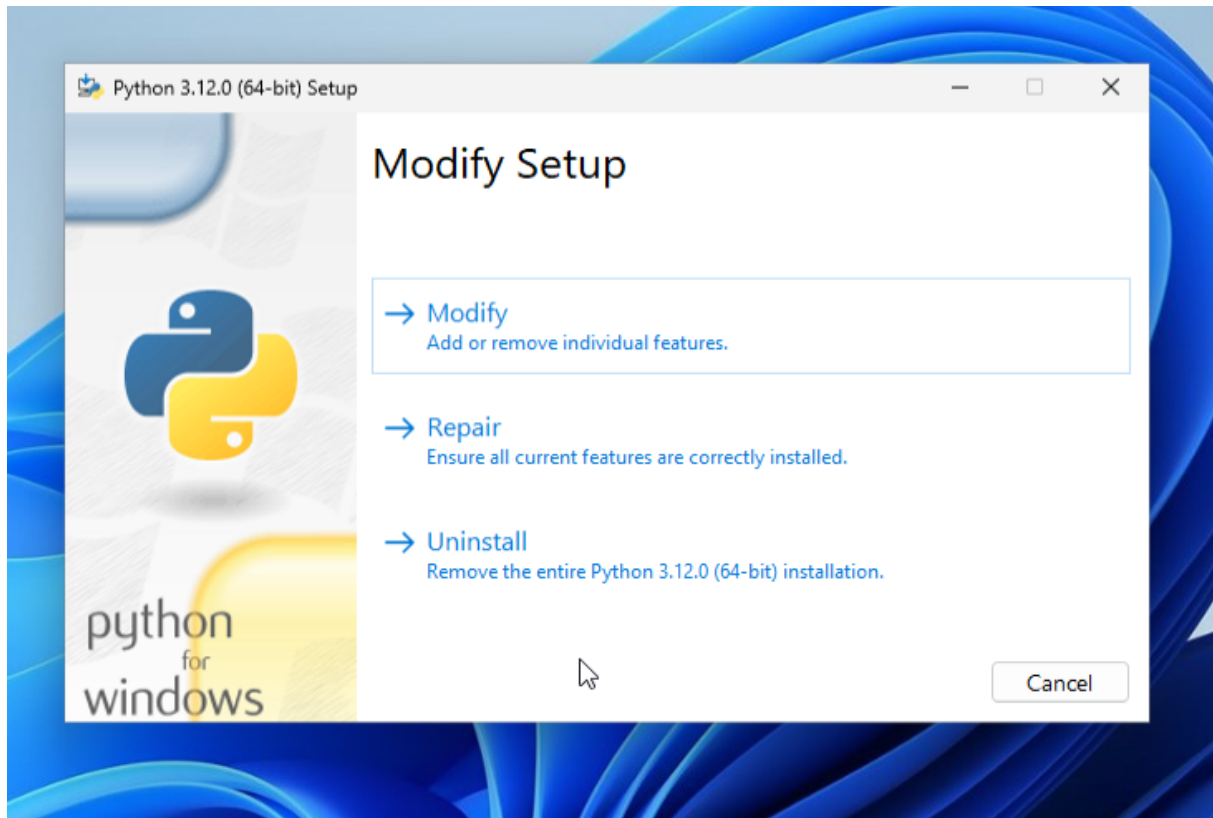 Python 3.12.0 (64-bit) Setup
Modify Setup
Modify
Add or remove individual features.
Repair
Ensure all current features are correctly installed.
Uninstall
Remove the entire Python 3.12.0 (64-bit) installation.
python
for
windows
Cancel